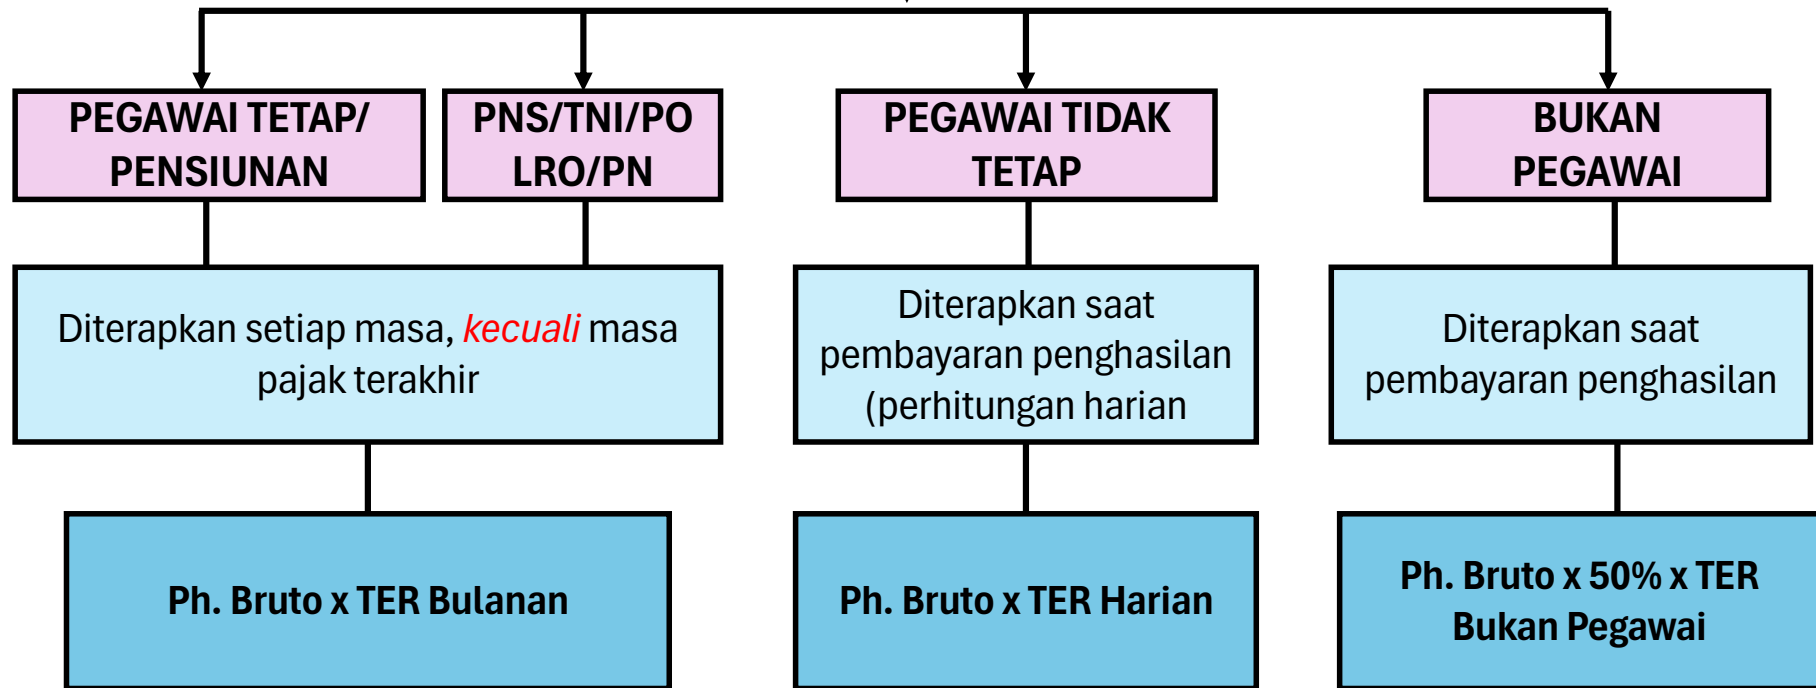 PEGAWAI TETAP/
PENSIUNAN
PNS/TNI/PO
LRO/PN
PEGAWAI TIDAK
TETAP
BUKAN
PEGAWAI
Diterapkan setiap masa, kecuali masa
pajak terakhir
Diterapkan saat
pembayaran penghasilan
(perhitungan harian
Diterapkan saat
pembayaran penghasilan
Ph. Bruto x TER Bulanan
Ph. Bruto x TER Harian
Ph. Bruto x 50% x TER
Bukan Pegawai